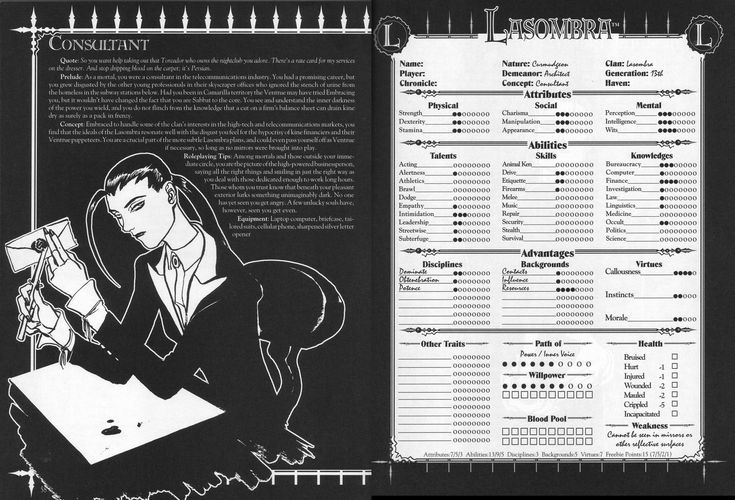 CONSULTANT
Quote: So you want help taking out that Toreador who owns the nightclub you adore. There's a rate card for my services
on the dresser. And stop dripping blood on the carpet; it's Persian.
Prelude: As a mortal, you were a consultant in the telecommunications industry. You had a promising career, but
you grew disgusted by the other young professionals in their skyscraper offices who ignored the stench of urine from
the homeless in the subway stations below. Had you been in Camarilla territory the Ventrue may have tried Embracing
you, but it wouldn't have changed the fact that you are Sabbat to the core. You see and understand the inner darkness
of the power you wield, and you do not flinch from the knowledge that a cut on a firm's balance sheet can drain kine
dry as surely as a pack in frenzy.
Concept: Embraced to handle some of the clan's interests in the high-tech and telecommunications markets, you
find that the ideals of the Lasombra resonate well with the disgust you feel for the hypocrisy of kine financiers and their
Ventrue puppeteers. You are a crucial part of the more subtle Lasombra plans, and could even pass yourself off as Ventrue
if necessary, so long as no mirrors were brought into play.
Roleplaying Tips: Among mortals and those outside your imme-
diate circle, you are the picture of the high-powered businessperson,
saying all the right things and smiling in just the right way as
you deal with those dedicated enough to work long hours.
Those whom you trust know that beneath your pleasant
exterior lurks something unimaginably dark. No one
has yet seen you get angry. A few unlucky souls have,
however, seen you get even.
Equipment: Laptop computer, briefcase, tai-
lored suits, cellular phone, sharpened silver letter
opener
L LASOMBRA™ L
Name: Nature: Curmudgeon Clan: Lasombra
Player: Demeanor: Architect Generation: 13th
Chronicle: Concept: Consultant Haven:
Attributes
Physical Social Mental
Strength Charisma Perception
Dexterity Manipulation Intelligence
Stamina Appearance Wits
Abilities
Talents Skills Knowledges
Acting Animal Ken Bureaucracy
Alertness Drive Computer
Athletics Etiquette Finance
Brawl Firearms Investigation
Dodge Melee Law
Empathy Music Linguistics
Intimidation Repair Medicine
Leadership Security Occult
Streetwise Stealth Politics
Subterfuge Survival Science
Advantages
Disciplines Backgrounds Virtues
Dominate Contacts Callousness
Obtenebration Influence
Potence Resources
Instincts
Morale
Other Traits Path of Health
Power / Inner Voice
Bruised
Hurt -1
Willpower
Injured -1
Wounded -2
Mauled -2
Crippled -5
Incapacitated
Blood Pool
Weakness
Cannot be seen in mirrors or
other reflective surfaces
Attributes:7/5/3 Abilities:13/9/5 Disciplines:3 Backgrounds:5 Virtues:7 Freebie Points:15 (7/5/2/1)